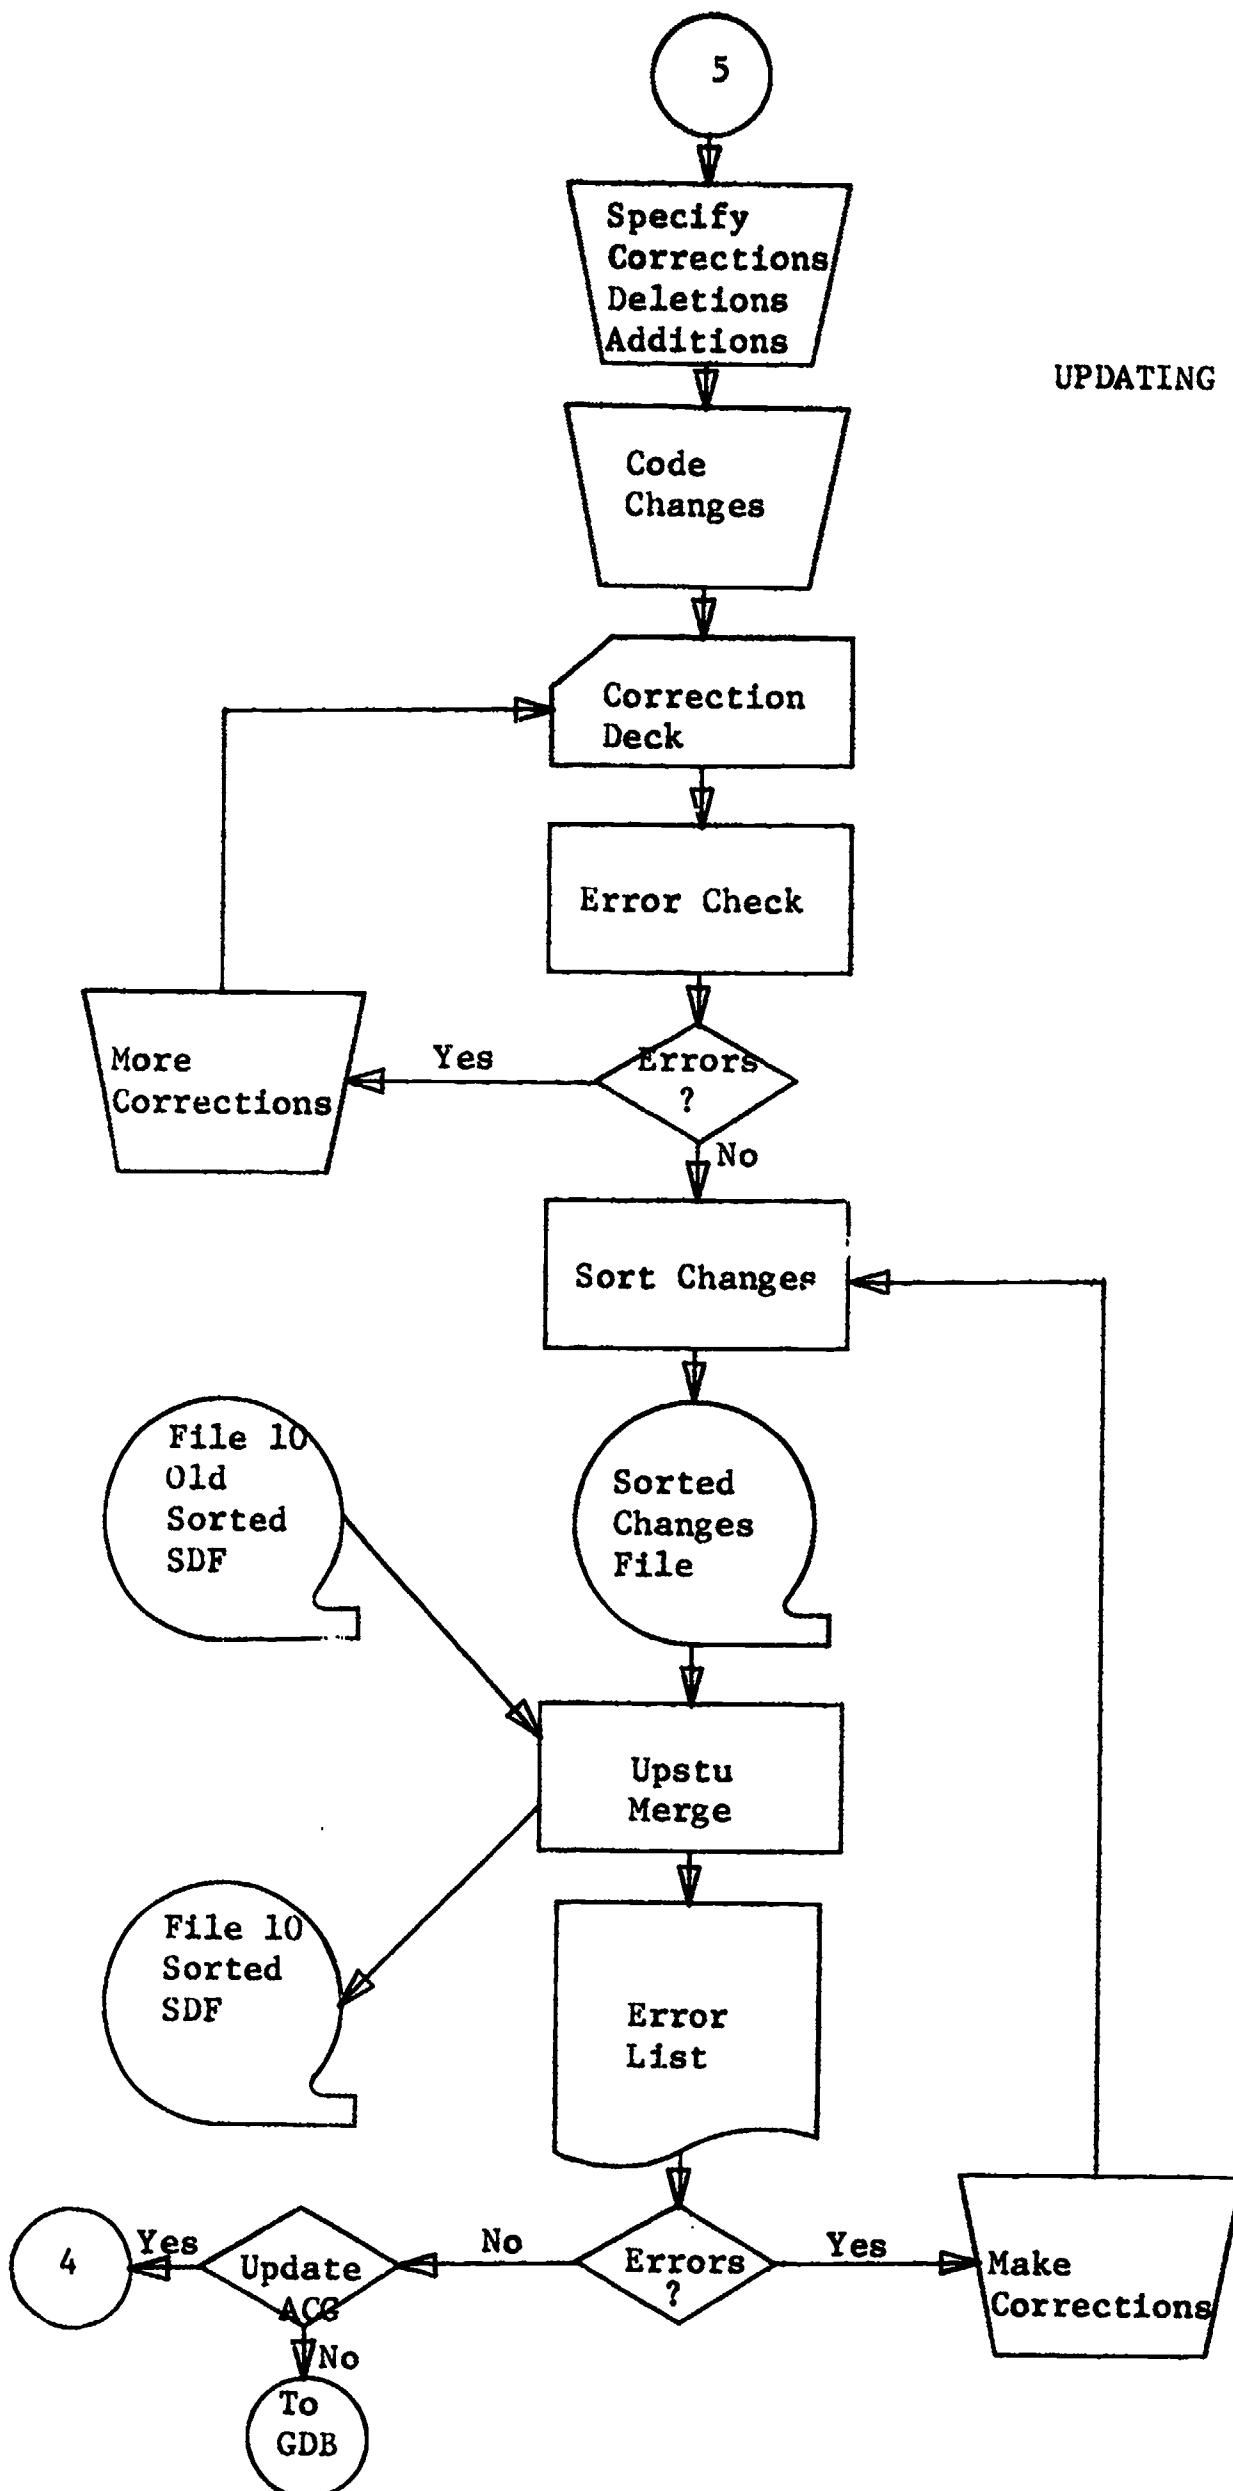 5
Specify
Corrections
Deletions
Additions
UPDATING
Code
Changes
Correction
Deck
Error Check
More
Corrections
Yes
Errors
?
No
Sort Changes
File 10
Old
Sorted
SDF
Sorted
Changes
File
Upstu
Merge
File 10
Sorted
SDF
Error
List
4
Yes
Update
ACG
No
Errors
?
Yes
Make
Corrections
No
To
GDB